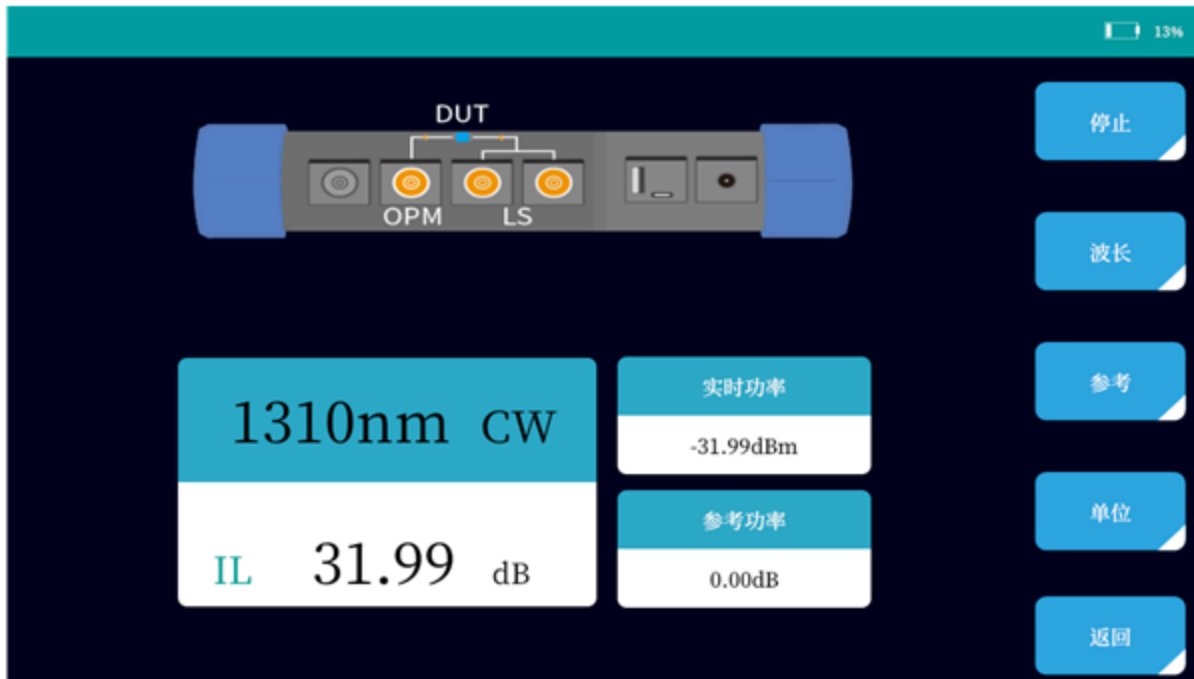 13%
DUT
OPM LS
停止
波长
参考
单位
返回
1310nm CW
IL 31.99 dB
实时功率
-31.99dBm
参考功率
0.00dB